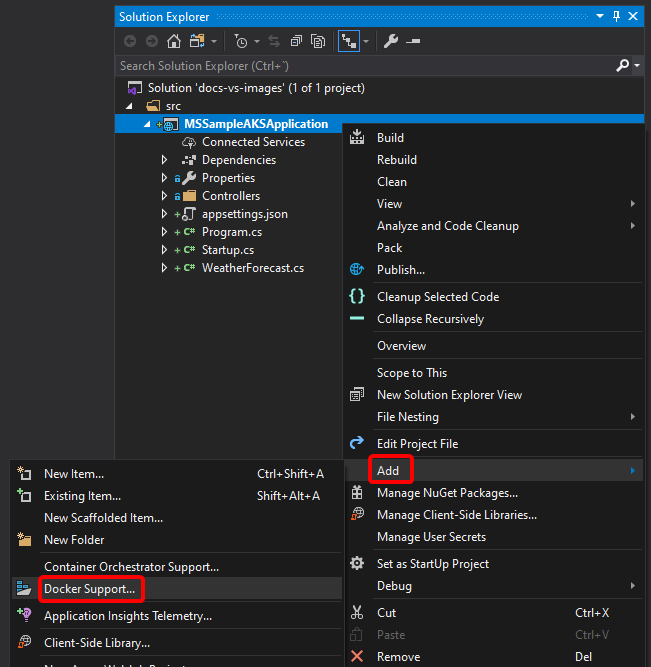 Solution Explorer
Search Solution Explorer (Ctrl+`)
Solution 'docs-vs-images' (1 of 1 project)
src
MSSampleAKSApplication
Connected Services
Dependencies
Properties
Controllers
appsettings.json
C# Program.cs
C# Startup.cs
C# WeatherForecast.cs
Build
Rebuild
Clean
View
Analyze and Code Cleanup
Pack
Publish...
Cleanup Selected Code
Collapse Recursively
Overview
Scope to This
New Solution Explorer View
File Nesting
Edit Project File
Add
Manage NuGet Packages...
Manage Client-Side Libraries...
Manage User Secrets
Set as StartUp Project
Debug
Cut Ctrl+X
Paste Ctrl+V
Remove Del
New Item... Ctrl+Shift+A
Existing Item... Shift+Alt+A
New Scaffolded Item...
New Folder
Container Orchestrator Support...
Docker Support...
Application Insights Telemetry...
Client-Side Library...